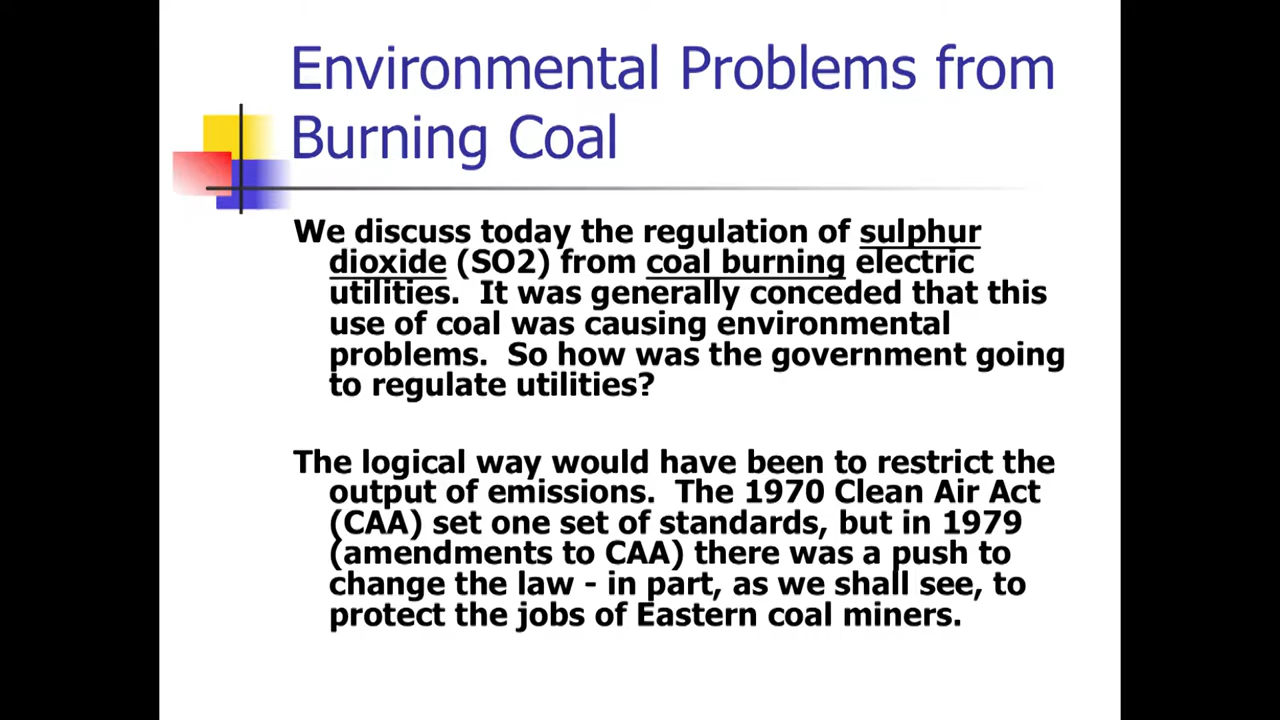 Environmental Problems from
Burning Coal
We discuss today the regulation of sulphur
dioxide (SO2) from coal burning electric
utilities.  It was generally conceded that this
use of coal was causing environmental
problems.  So how was the government going
to regulate utilities?
The logical way would have been to restrict the
output of emissions.  The 1970 Clean Air Act
(CAA) set one set of standards, but in 1979
(amendments to CAA) there was a push to
change the law - in part, as we shall see, to
protect the jobs of Eastern coal miners.